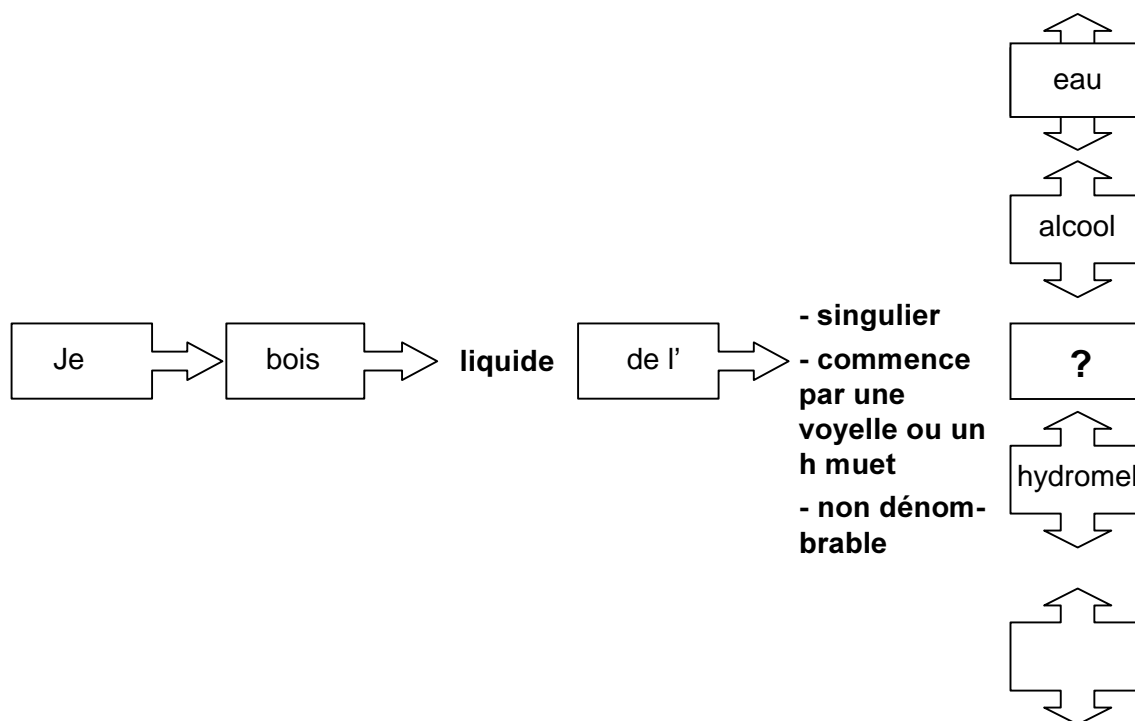 eau
alcool
Je
bois
liquide
de l’
- singulier
- commence
par une
voyelle ou un
h muet
- non dénom-
brable
?
hydromel